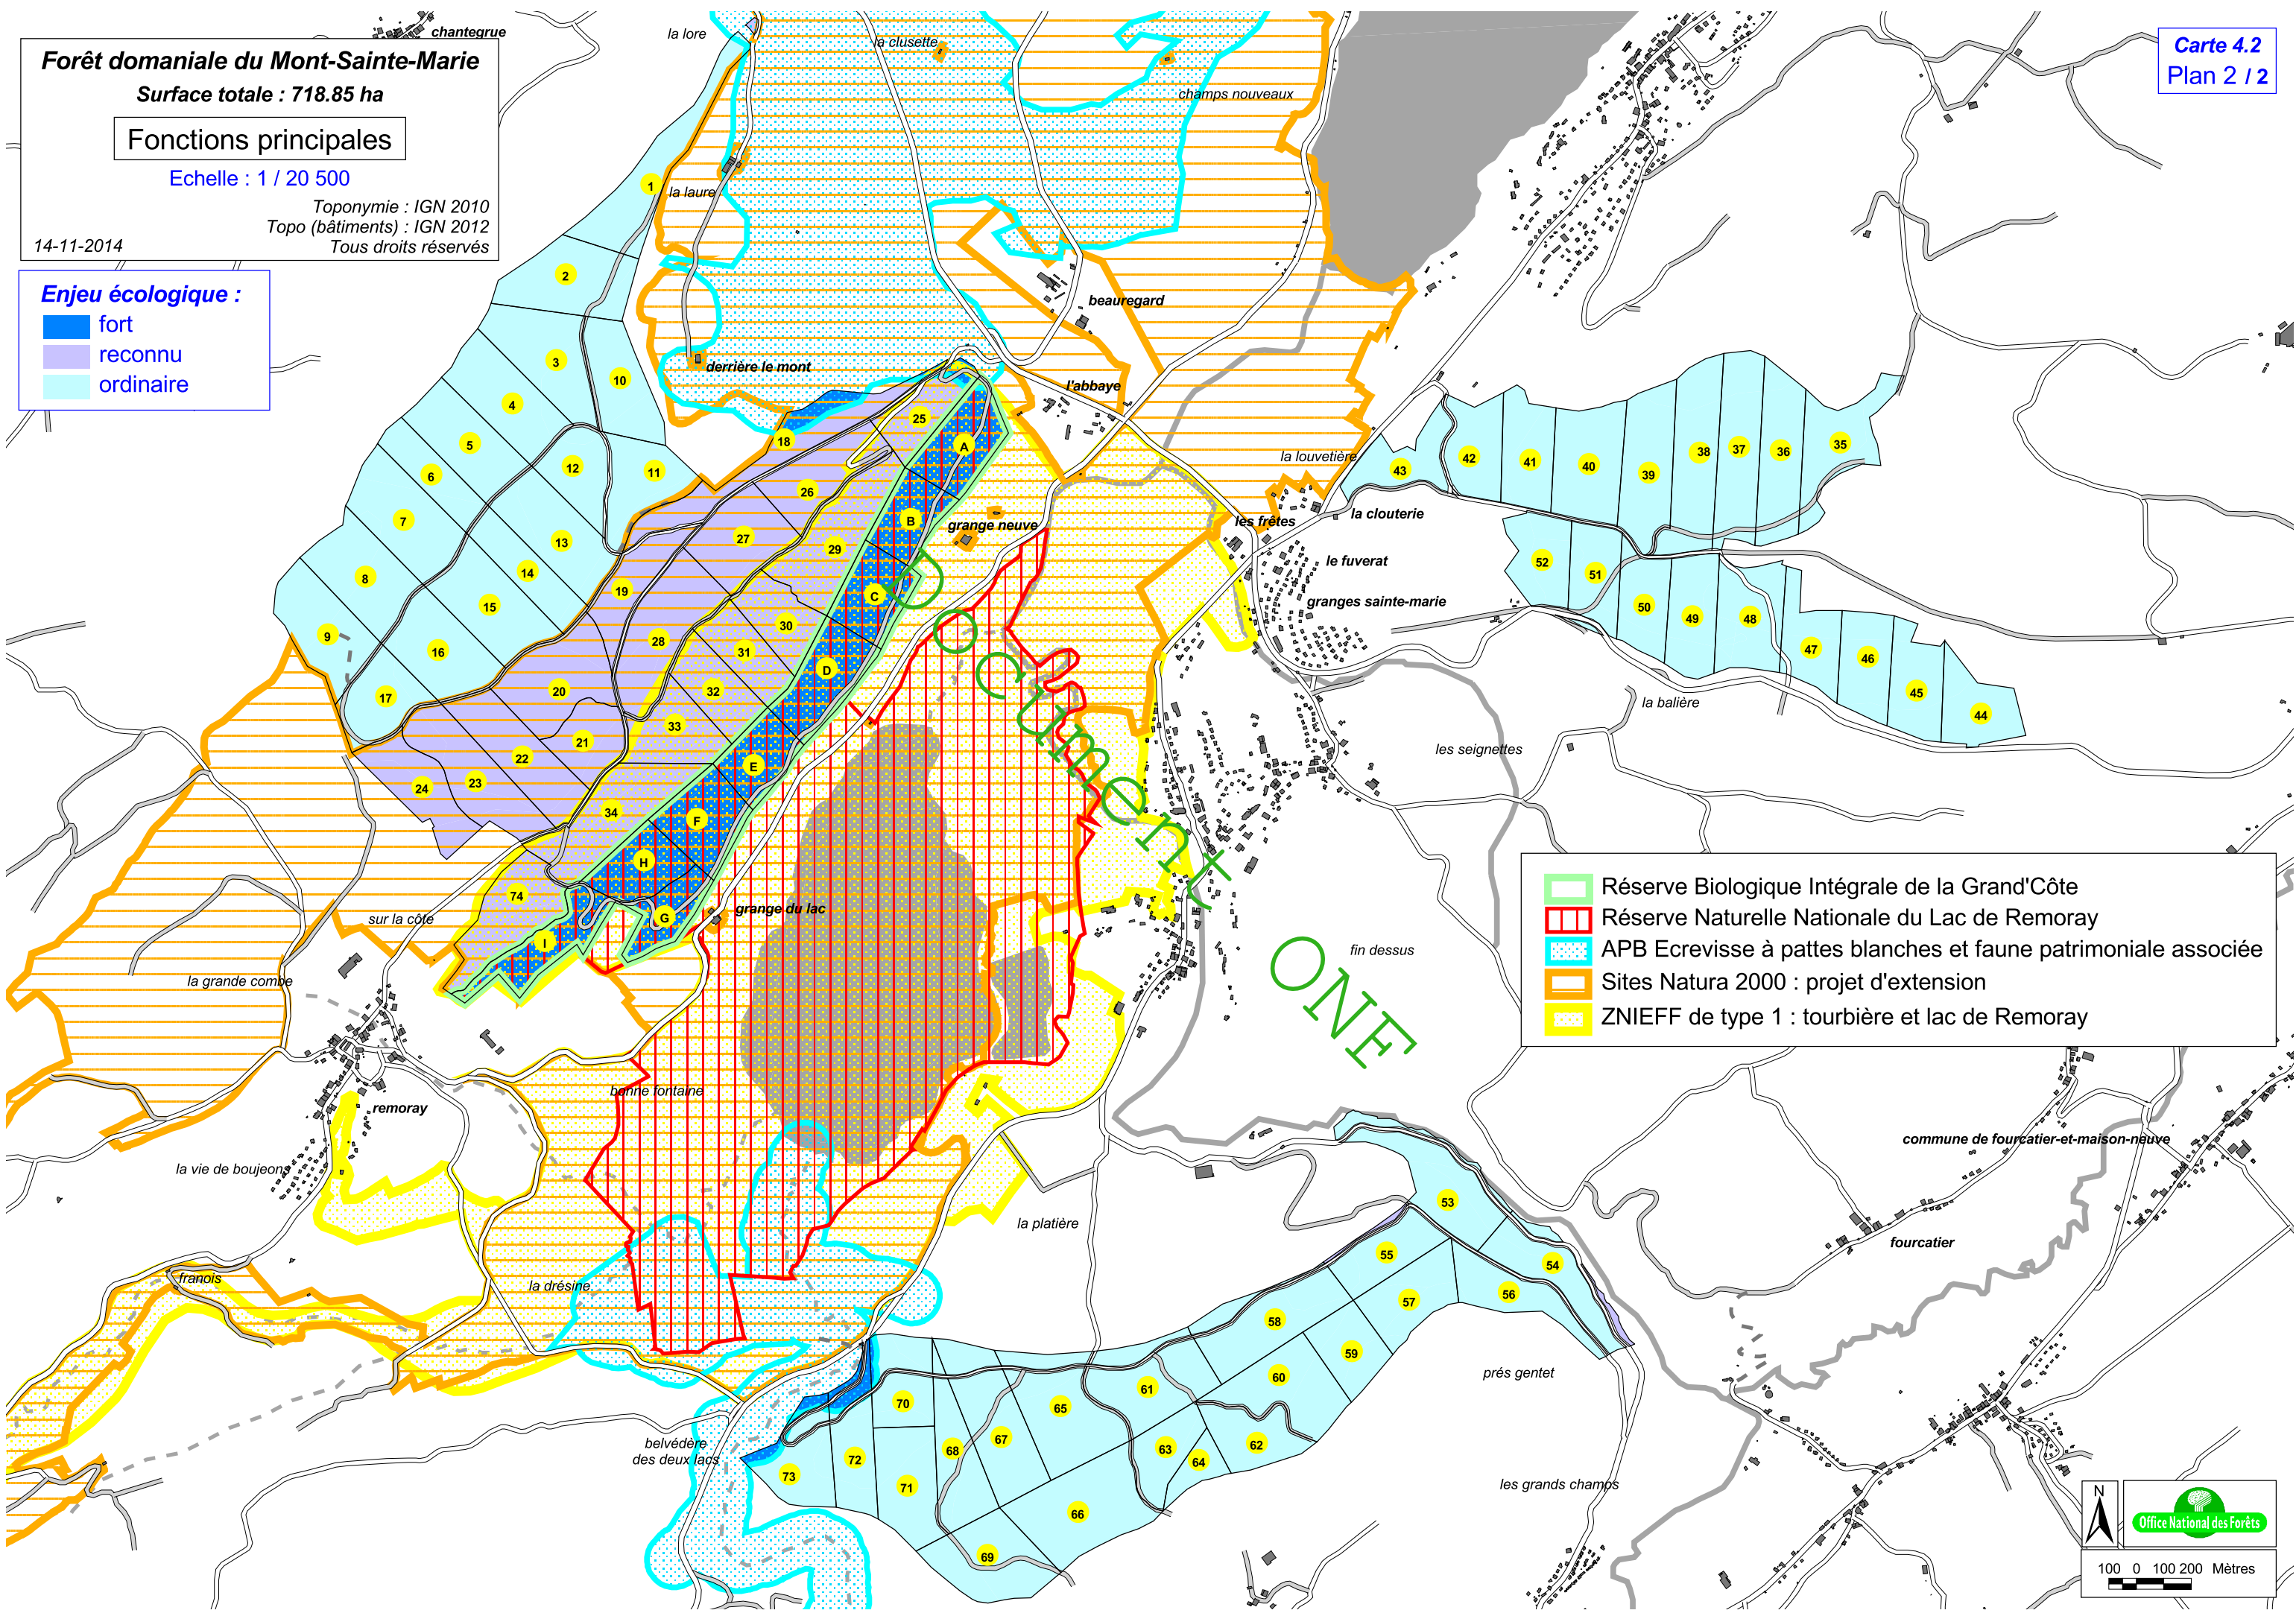 chantegrue
Forêt domaniale du Mont-Sainte-Marie
Surface totale : 718.85 ha
Fonctions principales
Echelle : 1 / 20 500
Toponymie : IGN 2010
Topo (bâtiments) : IGN 2012
14-11-2014
Tous droits réservés
Carte 4.2
Plan 2 / 2
Enjeu écologique :
fort
reconnu
ordinaire
la lore
la clusette
champs nouveaux
1
la laure
2
beauregard
3
10
derrière le mont
l'abbaye
4
5
18
25
A
6
12
11
la louvetière
43
42
41
40
39
38
37
36
35
7
26
B
grange neuve
les frêtes
la clouterie
13
27
29
8
14
19
C
le fuverat
52
51
15
granges sainte-marie
50
49
48
9
16
28
30
31
D
47
46
45
44
17
20
32
la balière
33
21
22
les seignettes
24
23
E
34
F
H
74
sur la côte
G
grange du lac
I
la grande combe
fin dessus
Document
ONF
Réserve Biologique Intégrale de la Grand'Côte
Réserve Naturelle Nationale du Lac de Remoray
APB Ecrevisse à pattes blanches et faune patrimoniale associée
Sites Natura 2000 : projet d'extension
ZNIEFF de type 1 : tourbière et lac de Remoray
bonne fontaine
remoray
la vie de boujeons
commune de fourcatier-et-maison-neuve
la platière
53
fourcatier
franois
la drésine
55
54
57
56
58
59
60
prés gentet
61
70
65
67
68
63
64
62
belvédère
des deux lacs
72
73
71
66
69
les grands champs
N
Office National des Forêts
100 0 100 200 Mètres